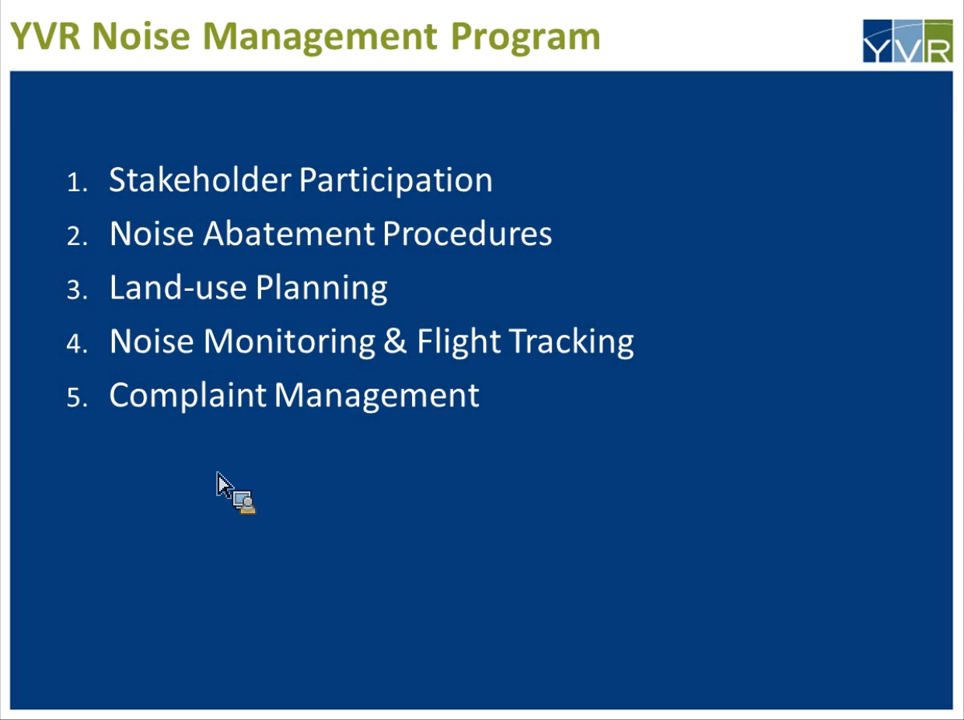 YVR Noise Management Program
YVR
1. Stakeholder Participation
2. Noise Abatement Procedures
3. Land-use Planning
4. Noise Monitoring & Flight Tracking
5. Complaint Management